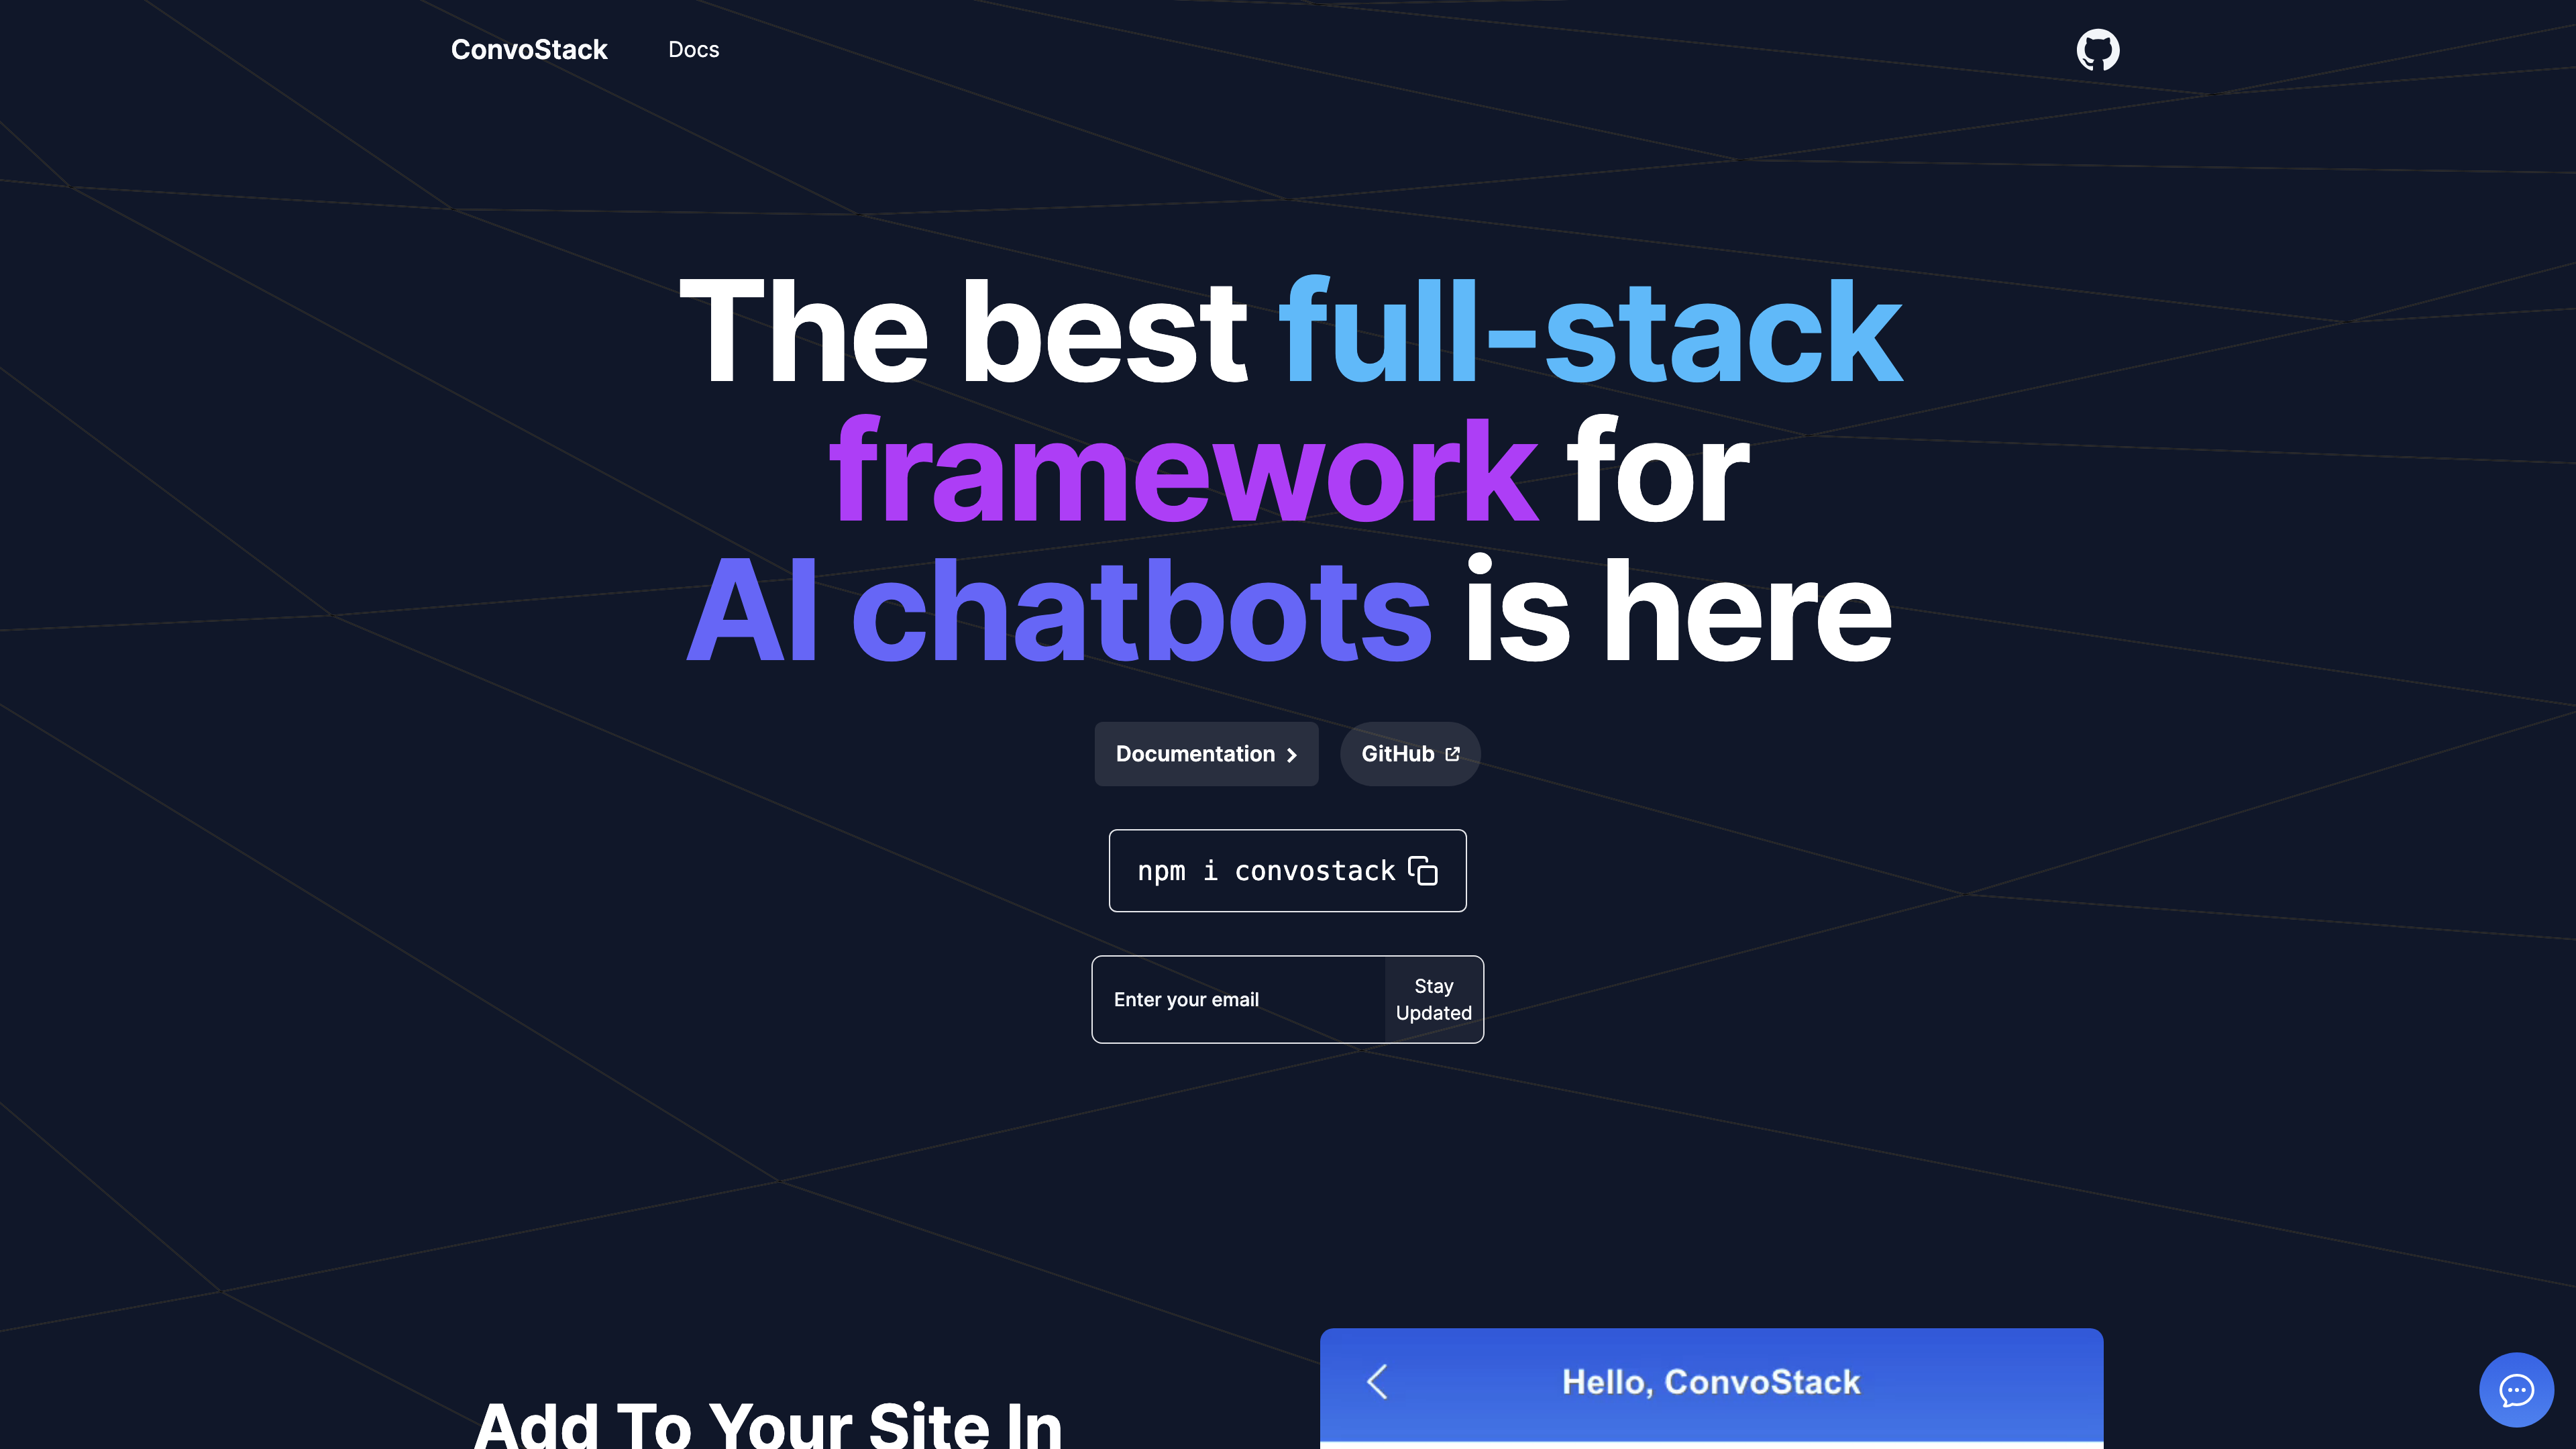 ConvoStack
Docs
The best full-stack
framework for
AI chatbots is here
Documentation
GitHub
npm i convostack
Enter your email
Stay
Updated
Add To Your Site In
Hello, ConvoStack